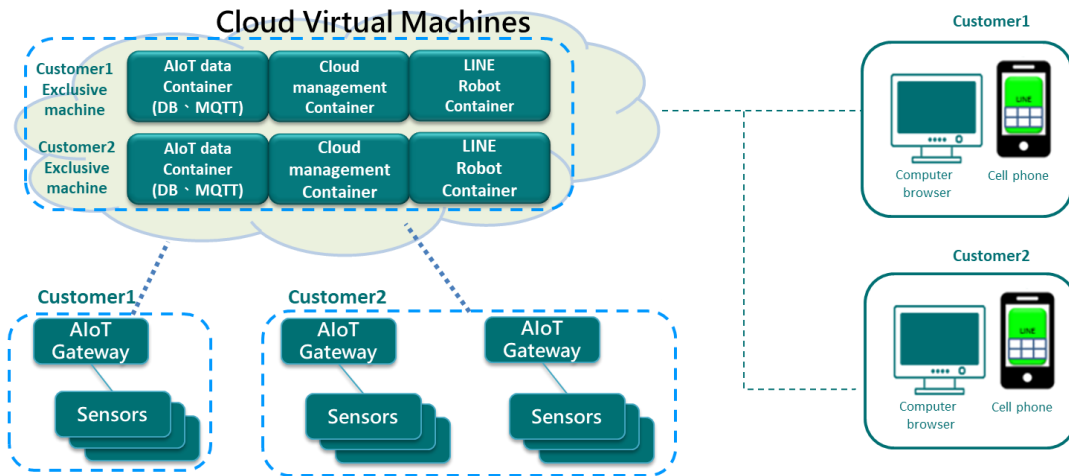 Cloud Virtual Machines
Customer1
Exclusive
machine
AIoT data
Container
(DB、MQTT)
Cloud
management
Container
LINE
Robot
Container
Customer2
Exclusive
machine
AIoT data
Container
(DB、MQTT)
Cloud
management
Container
LINE
Robot
Container
Customer1
LINE
Computer
browser
Cell phone
Customer2
LINE
Computer
browser
Cell phone
Customer1
AIoT
Gateway
Sensors
Customer2
AIoT
Gateway
Sensors
AIoT
Gateway
Sensors